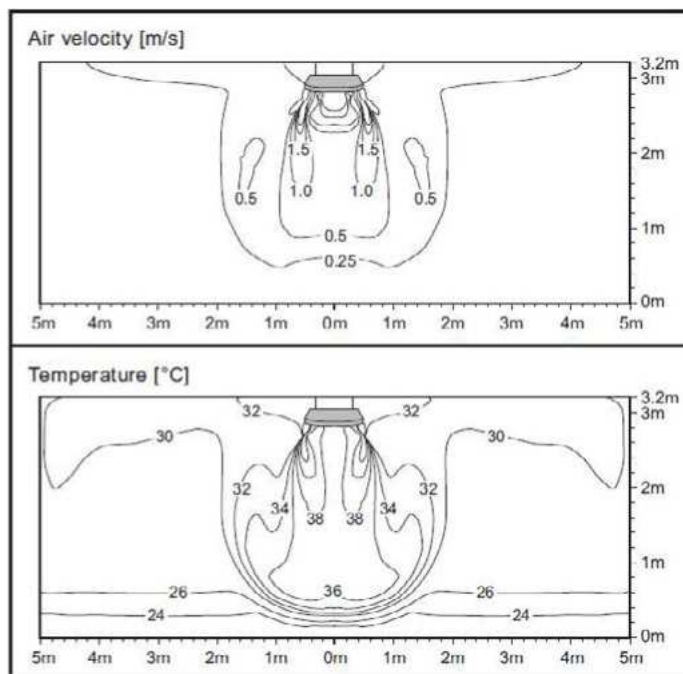 Air velocity [m/s]
3.2m
3m
1.5 1.5
2m
1.0 1.0
0.5 0.5
1m
0.5
0.25
0m
5m 4m 3m 2m 1m 0m 1m 2m 3m 4m 5m
Temperature [°C]
3.2m
32 32
3m
30 30
32 32
2m
34 34
38 38
1m
36
26 26
24 24
0m
5m 4m 3m 2m 1m 0m 1m 2m 3m 4m 5m